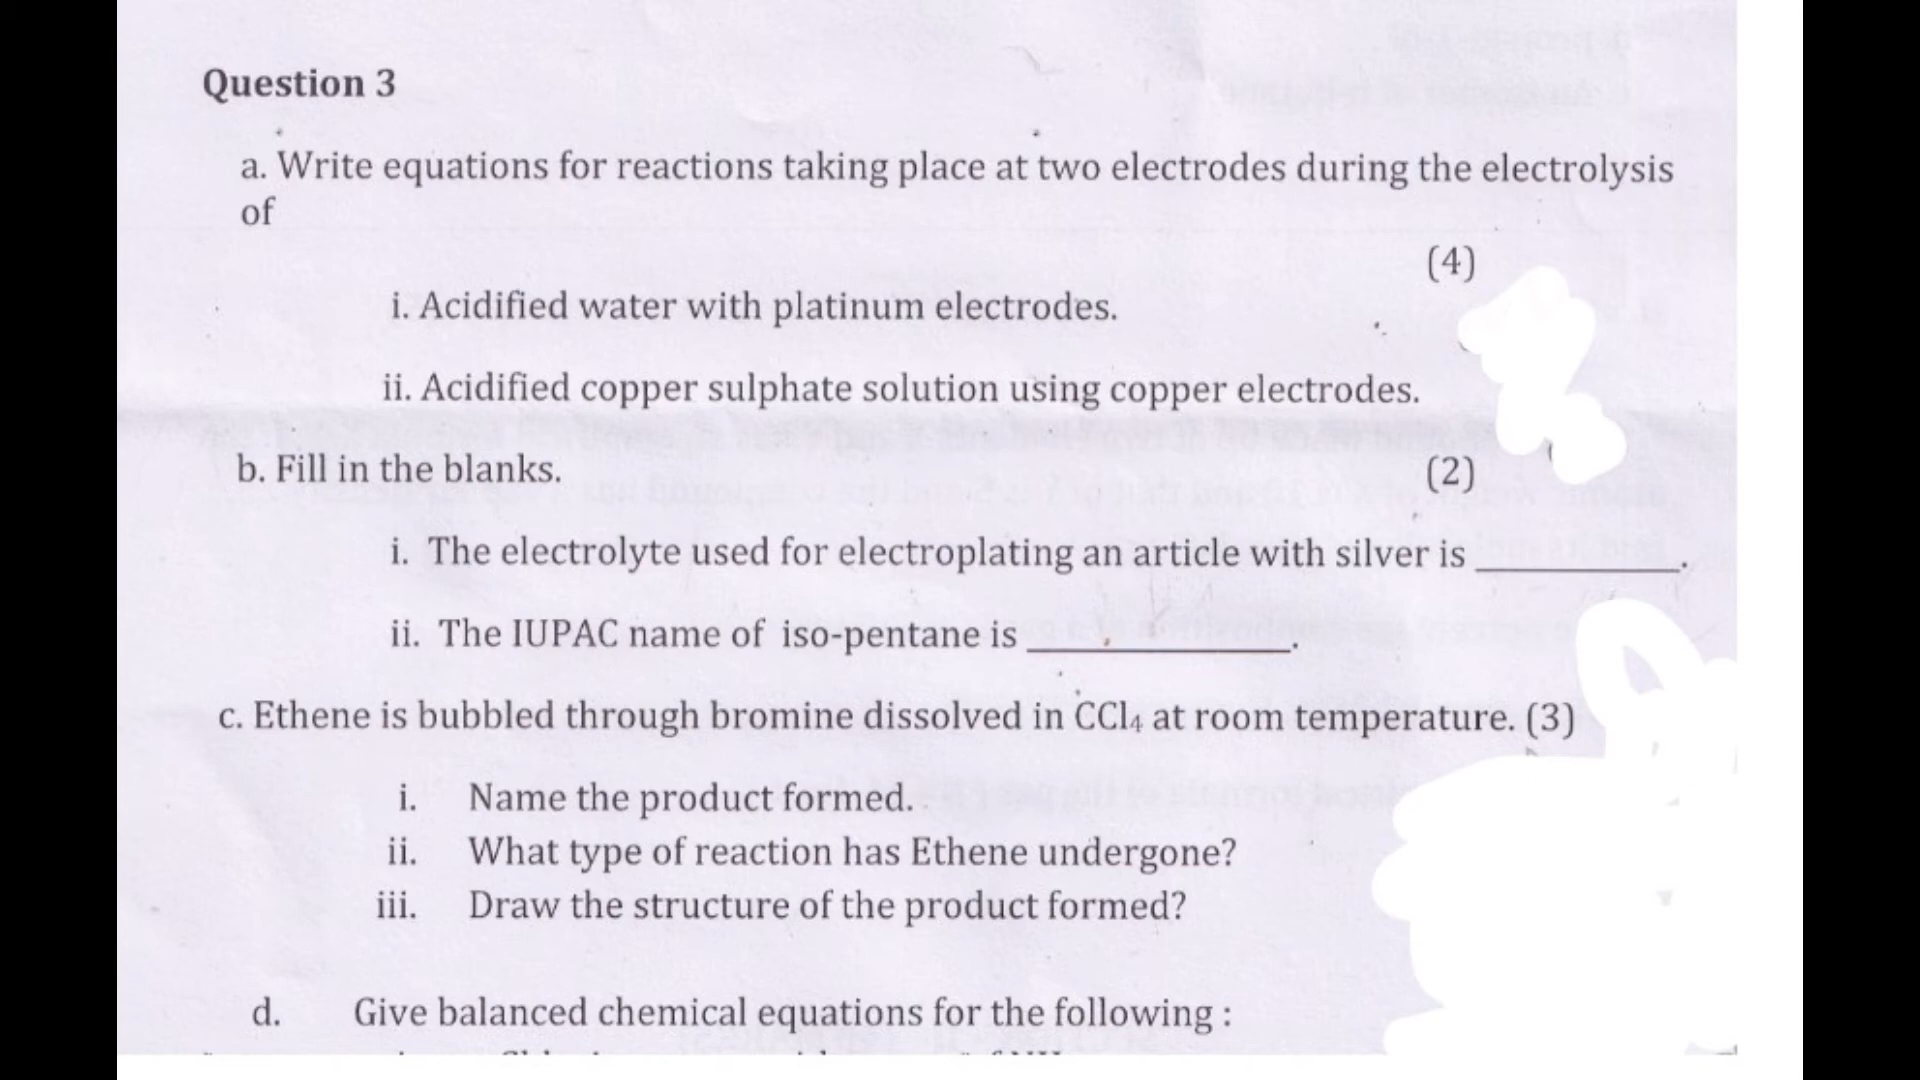 Question 3
a. Write equations for reactions taking place at two electrodes during the electrolysis
of
(4)
i. Acidified water with platinum electrodes.
ii. Acidified copper sulphate solution using copper electrodes.
b. Fill in the blanks. (2)
i. The electrolyte used for electroplating an article with silver is __________.
ii. The IUPAC name of iso-pentane is _____________.
c. Ethene is bubbled through bromine dissolved in CCl₄ at room temperature. (3)
i. Name the product formed.
ii. What type of reaction has Ethene undergone?
iii. Draw the structure of the product formed?
d. Give balanced chemical equations for the following :